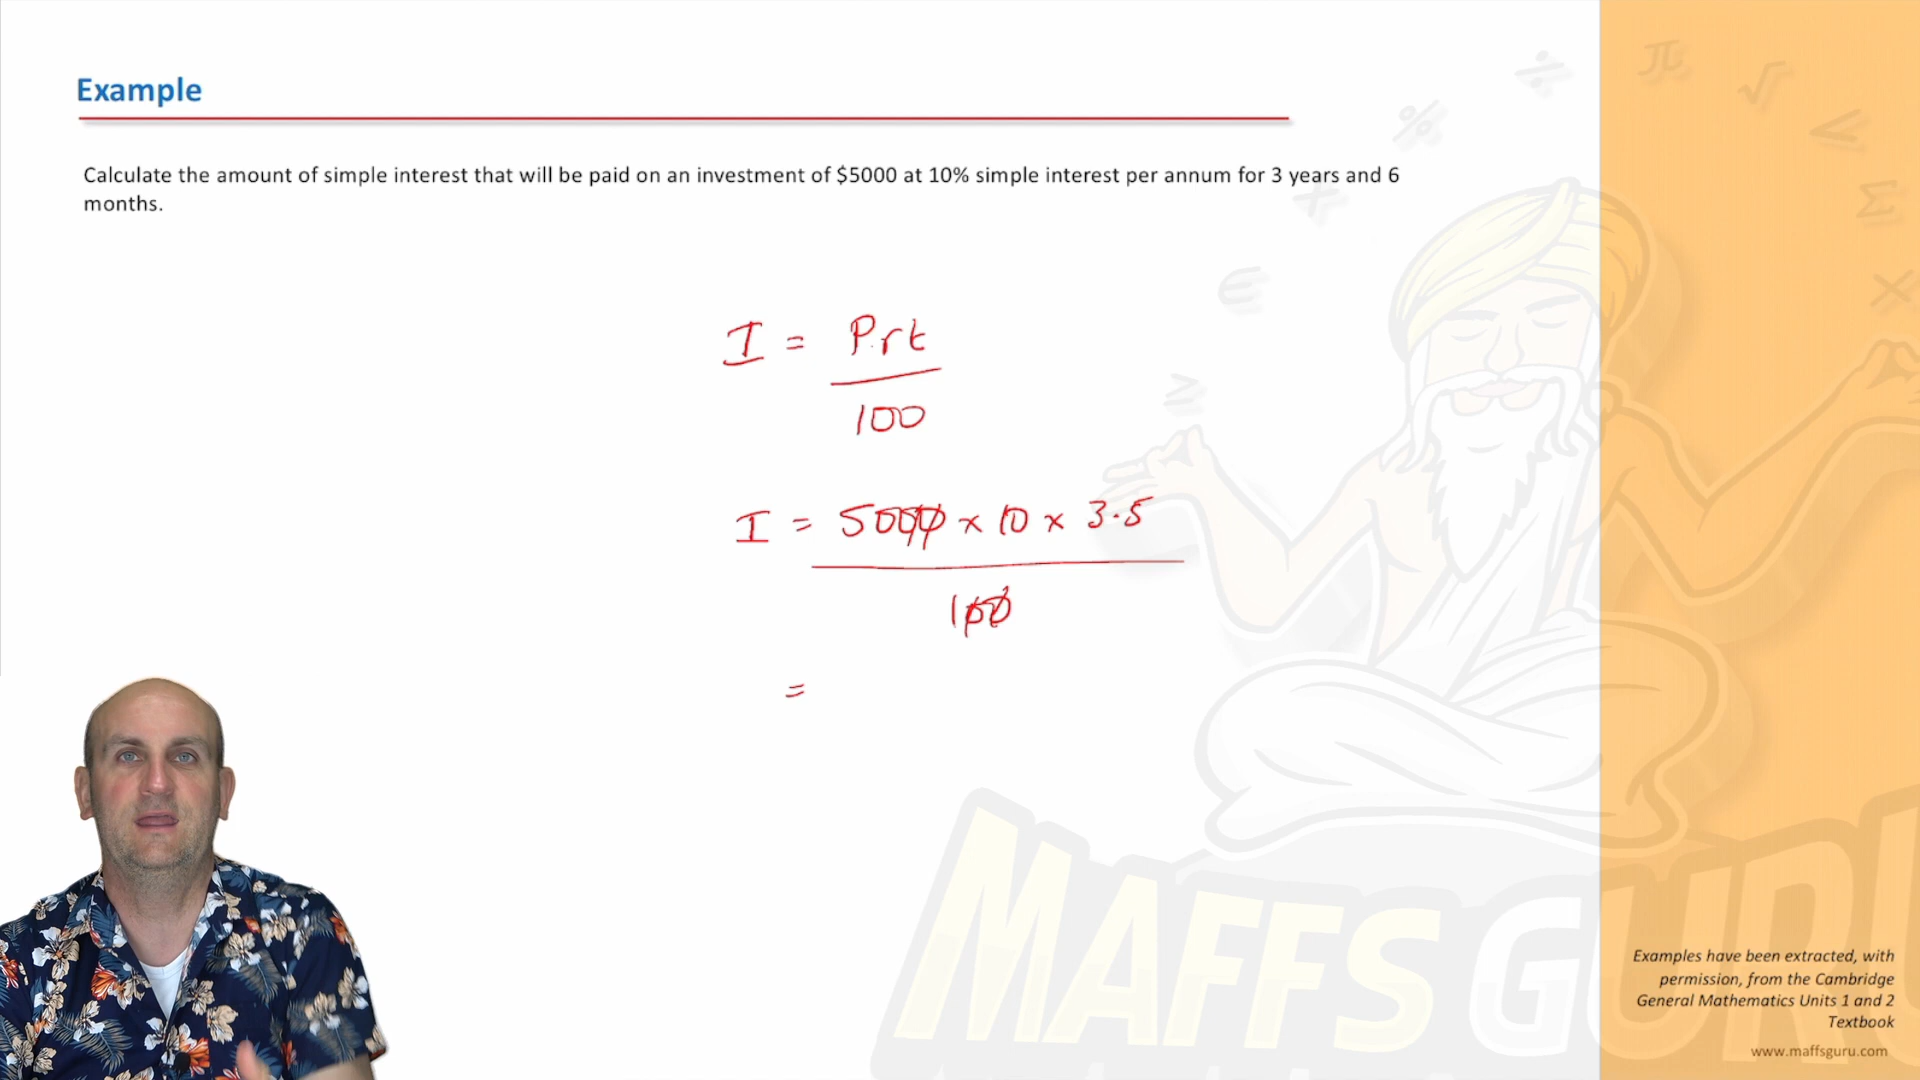 Example
Calculate the amount of simple interest that will be paid on an investment of $5000 at 10% simple interest per annum for 3 years and 6
months.
I = Prt
100
I = 5000 × 10 × 3.5
100
=
MAFFS GURU
Examples have been extracted, with
permission, from the Cambridge
General Mathematics Units 1 and 2
Textbook
www.maffsguru.com